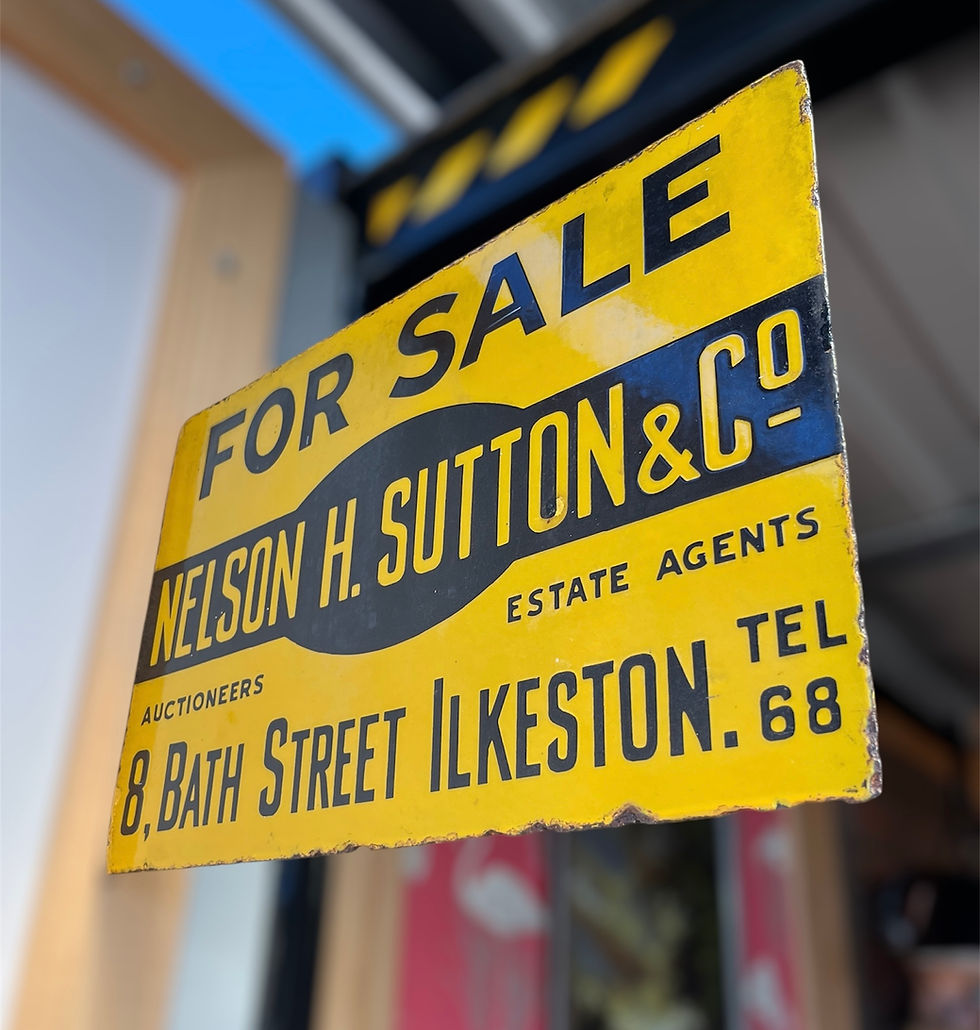 FOR SALE
NELSON H. SUTTON & Co
AUCTIONEERS ESTATE AGENTS
8, BATH STREET ILKESTON. TEL 68